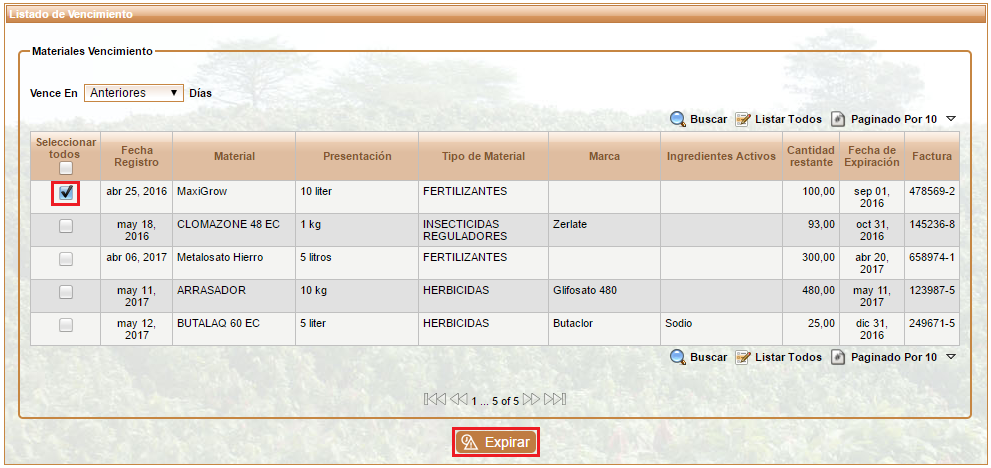 Listado de Vencimiento
Materiales Vencimiento
Vence En Anteriores Días
Buscar Listar Todos Paginado Por 10
Seleccionar todos Fecha Registro Material Presentación Tipo de Material Marca Ingredientes Activos Cantidad restante Fecha de Expiración Factura
abr 25, 2016 MaxiGrow 10 liter FERTILIZANTES 100,00 sep 01, 2016 478569-2
may 18, 2016 CLOMAZONE 48 EC 1 kg INSECTICIDAS REGULADORES Zerlate 93,00 oct 31, 2016 145236-8
abr 06, 2017 Metalosato Hierro 5 litros FERTILIZANTES 300,00 abr 20, 2017 658974-1
may 11, 2017 ARRASADOR 10 kg HERBICIDAS Glifosato 480 480,00 may 11, 2017 123987-5
may 12, 2017 BUTALAQ 60 EC 5 liter HERBICIDAS Butaclor Sodio 25,00 dic 31, 2016 249671-5
Buscar Listar Todos Paginado Por 10
1 ... 5 of 5
Expirar